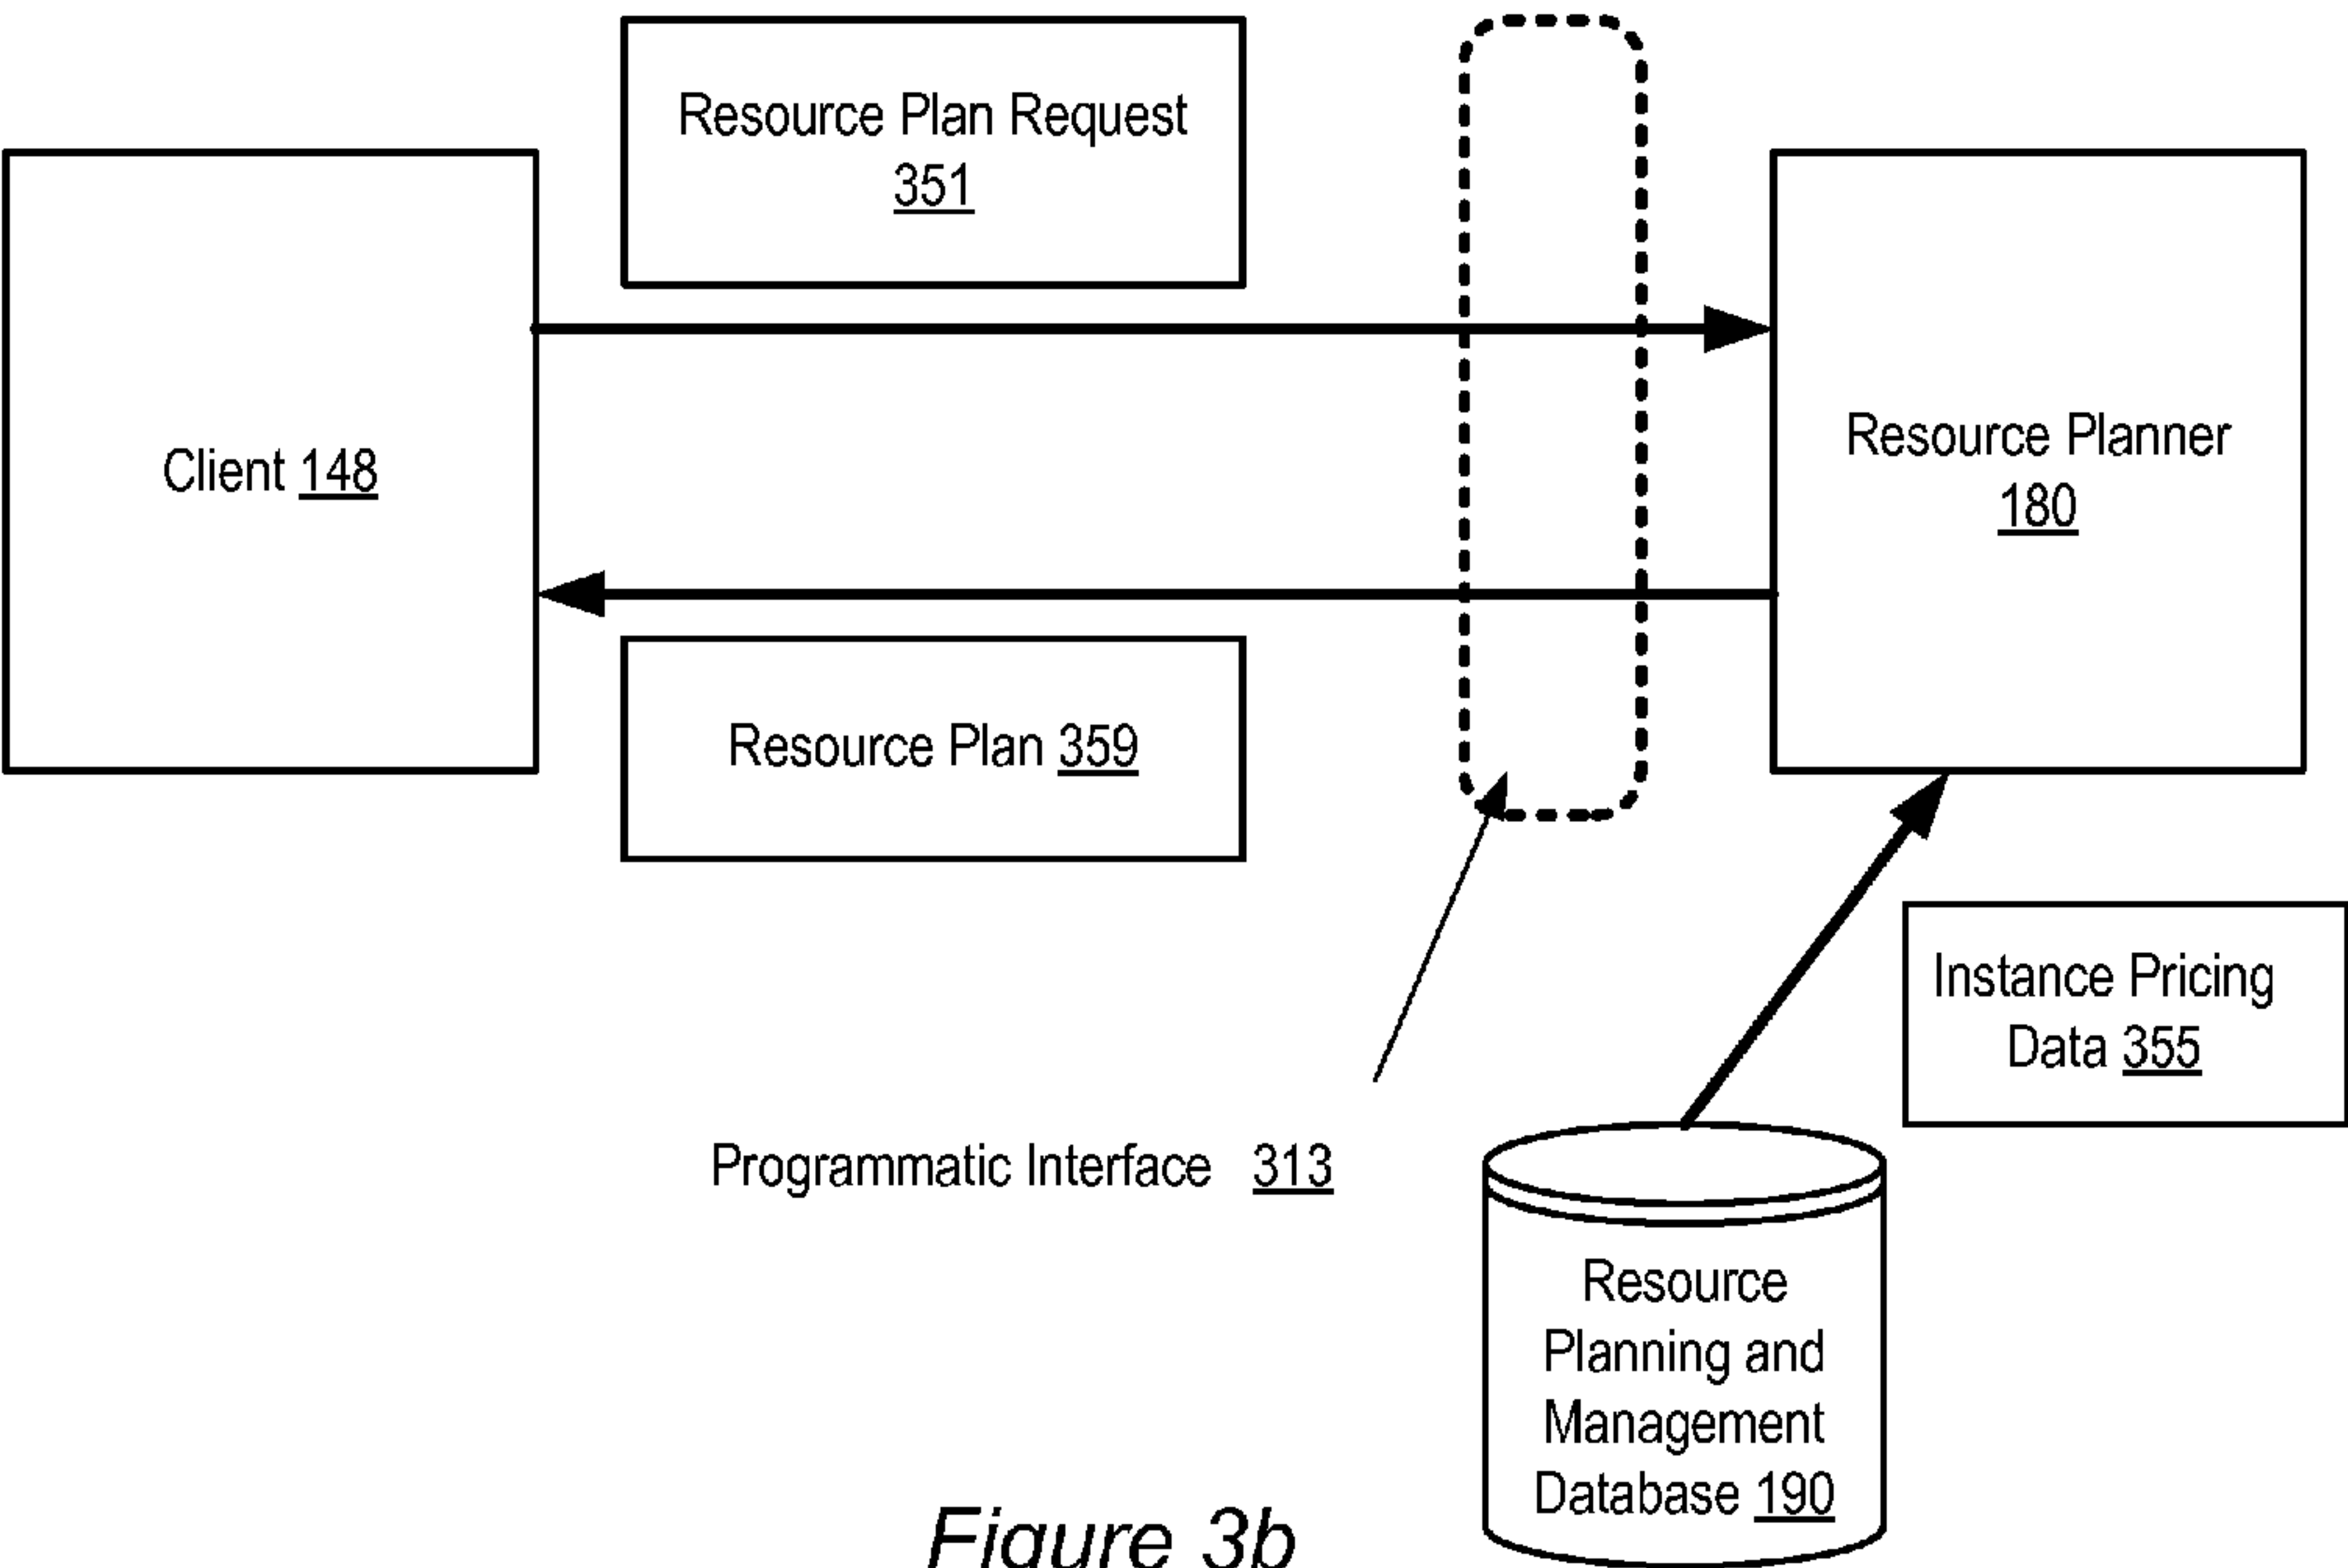 Resource Plan Request
351
Client 148
Resource Planner
180
Resource Plan 359
Instance Pricing
Data 355
Programmatic Interface 313
Resource
Planning and
Management
Database 190
Figure 3b